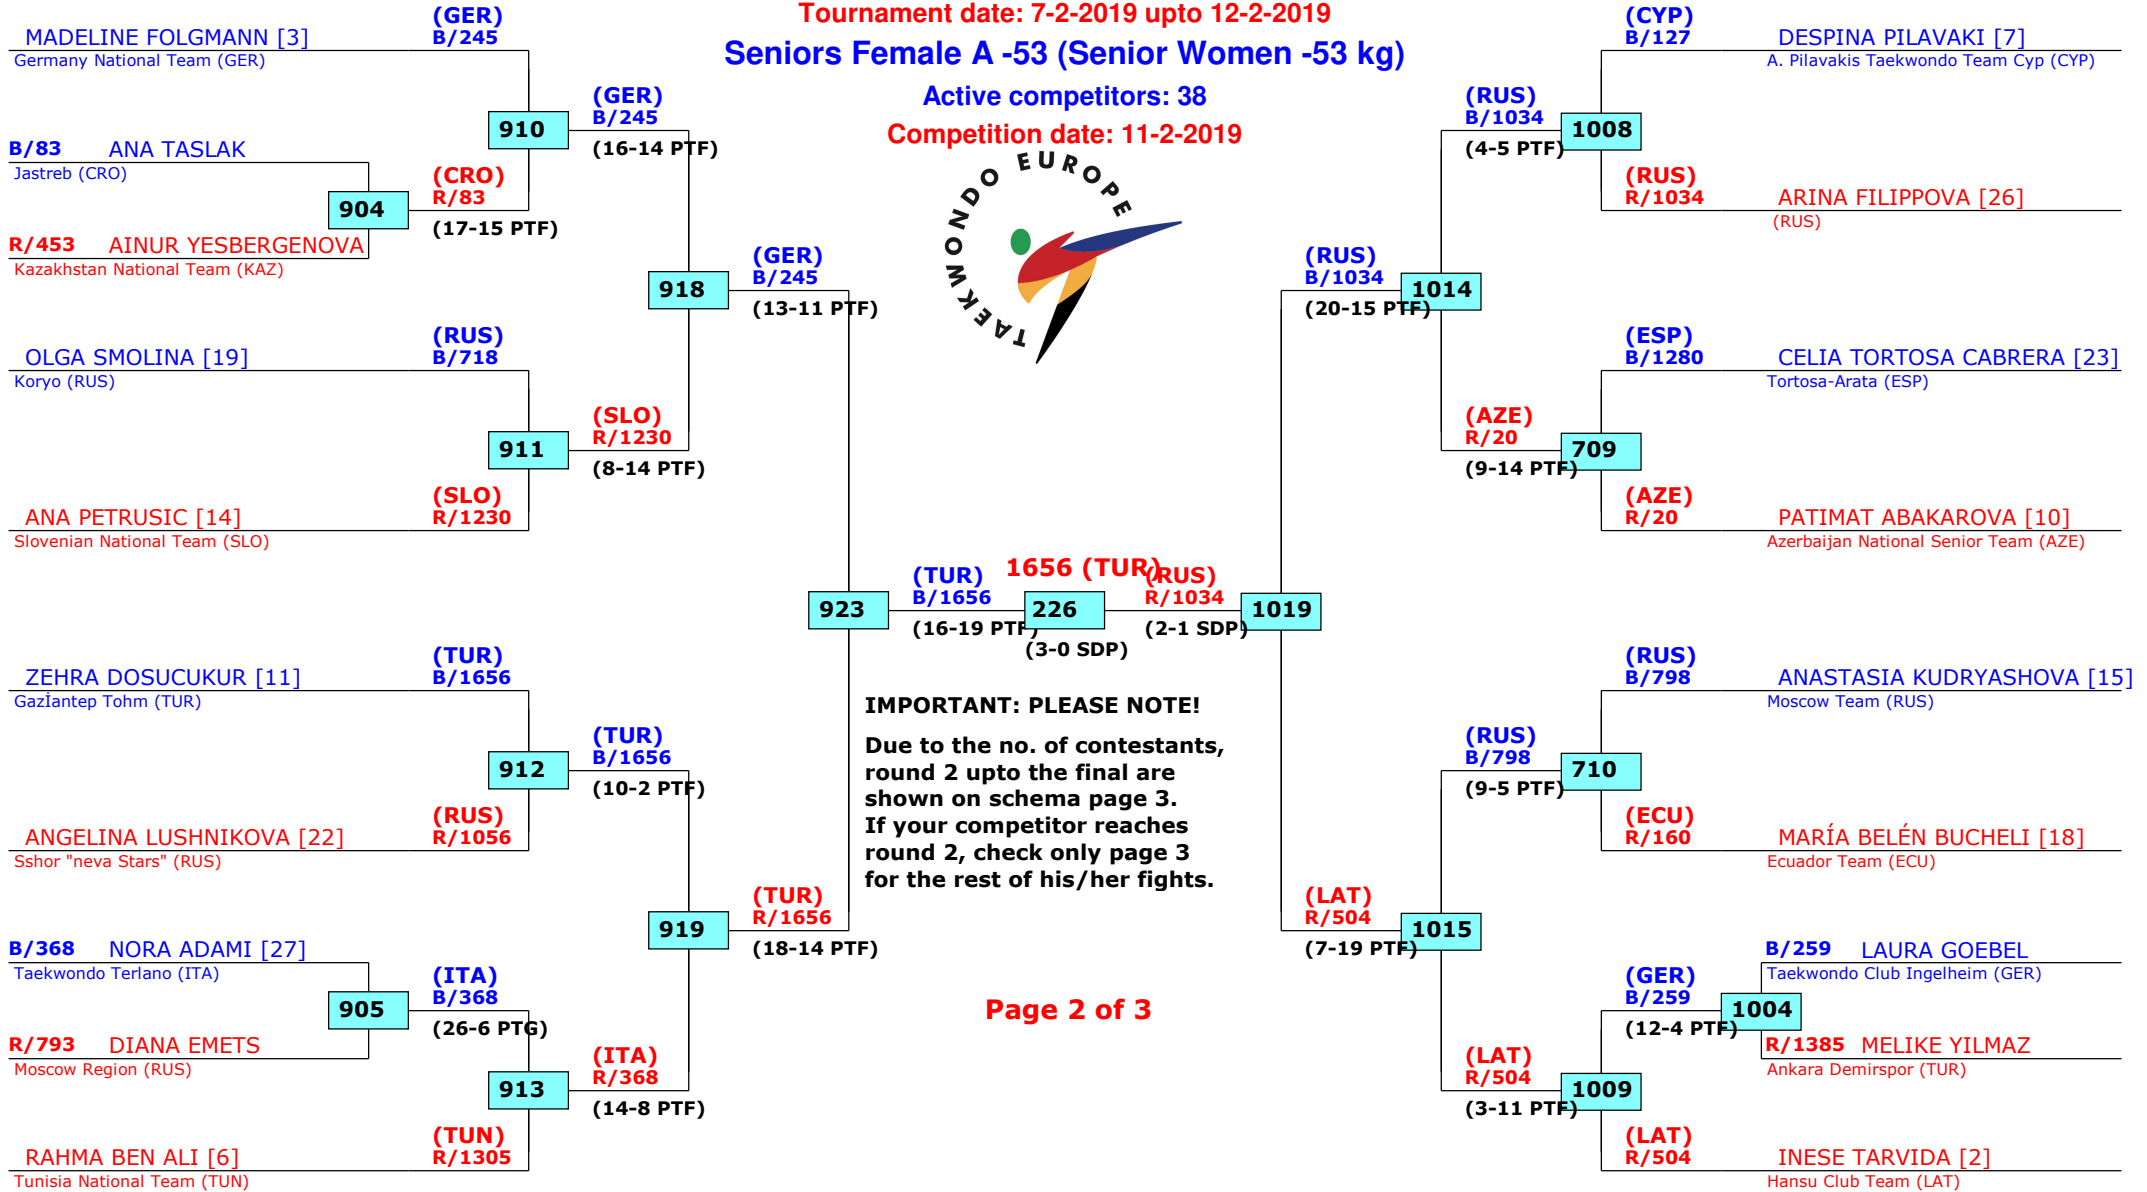 Tournament date: 7-2-2019 upto 12-2-2019
Seniors Female A -53 (Senior Women -53 kg)
Active competitors: 38
Competition date: 11-2-2019
TAEKWONDO EUROPE
MADELINE FOLGMANN [3]
Germany National Team (GER)
(GER)
B/245
B/83 ANA TASLAK
Jastreb (CRO)
904
R/453 AINUR YESBERGENOVA
Kazakhstan National Team (KAZ)
(CRO)
R/83
(17-15 PTF)
910
(GER)
B/245
(16-14 PTF)
OLGA SMOLINA [19]
Koryo (RUS)
(RUS)
B/718
911
ANA PETRUSIC [14]
Slovenian National Team (SLO)
(SLO)
R/1230
(SLO)
R/1230
(8-14 PTF)
918
(GER)
B/245
(13-11 PTF)
ZEHRA DOSUCUKUR [11]
Gazİantep Tohm (TUR)
(TUR)
B/1656
912
ANGELINA LUSHNIKOVA [22]
Sshor "neva Stars" (RUS)
(RUS)
R/1056
(TUR)
B/1656
(10-2 PTF)
B/368 NORA ADAMI [27]
Taekwondo Terlano (ITA)
905
R/793 DIANA EMETS
Moscow Region (RUS)
(ITA)
B/368
(26-6 PTG)
913
RAHMA BEN ALI [6]
Tunisia National Team (TUN)
(TUN)
R/1305
(ITA)
R/368
(14-8 PTF)
919
(TUR)
R/1656
(18-14 PTF)
923
(TUR)
B/1656
(16-19 PTF)
1656 (TUR)
226
(3-0 SDP)
(RUS)
R/1034
(2-1 SDP)
1019
IMPORTANT: PLEASE NOTE!
Due to the no. of contestants,
round 2 upto the final are
shown on schema page 3.
If your competitor reaches
round 2, check only page 3
for the rest of his/her fights.
Page 2 of 3
(RUS)
B/1034
(20-15 PTF)
1014
(RUS)
B/1034
(4-5 PTF)
1008
(CYP)
B/127
DESPINA PILAVAKI [7]
A. Pilavakis Taekwondo Team Cyp (CYP)
(RUS)
R/1034
ARINA FILIPPOVA [26]
(RUS)
(AZE)
R/20
(9-14 PTF)
709
(ESP)
B/1280
CELIA TORTOSA CABRERA [23]
Tortosa-Arata (ESP)
(AZE)
R/20
PATIMAT ABAKAROVA [10]
Azerbaijan National Senior Team (AZE)
(LAT)
R/504
(7-19 PTF)
1015
(RUS)
B/798
(9-5 PTF)
710
(RUS)
B/798
ANASTASIA KUDRYASHOVA [15]
Moscow Team (RUS)
(ECU)
R/160
MARÍA BELÉN BUCHELI [18]
Ecuador Team (ECU)
(LAT)
R/504
(3-11 PTF)
1009
(GER)
B/259
(12-4 PTF)
1004
B/259 LAURA GOEBEL
Taekwondo Club Ingelheim (GER)
R/1385 MELIKE YILMAZ
Ankara Demirspor (TUR)
(LAT)
R/504
INESE TARVIDA [2]
Hansu Club Team (LAT)